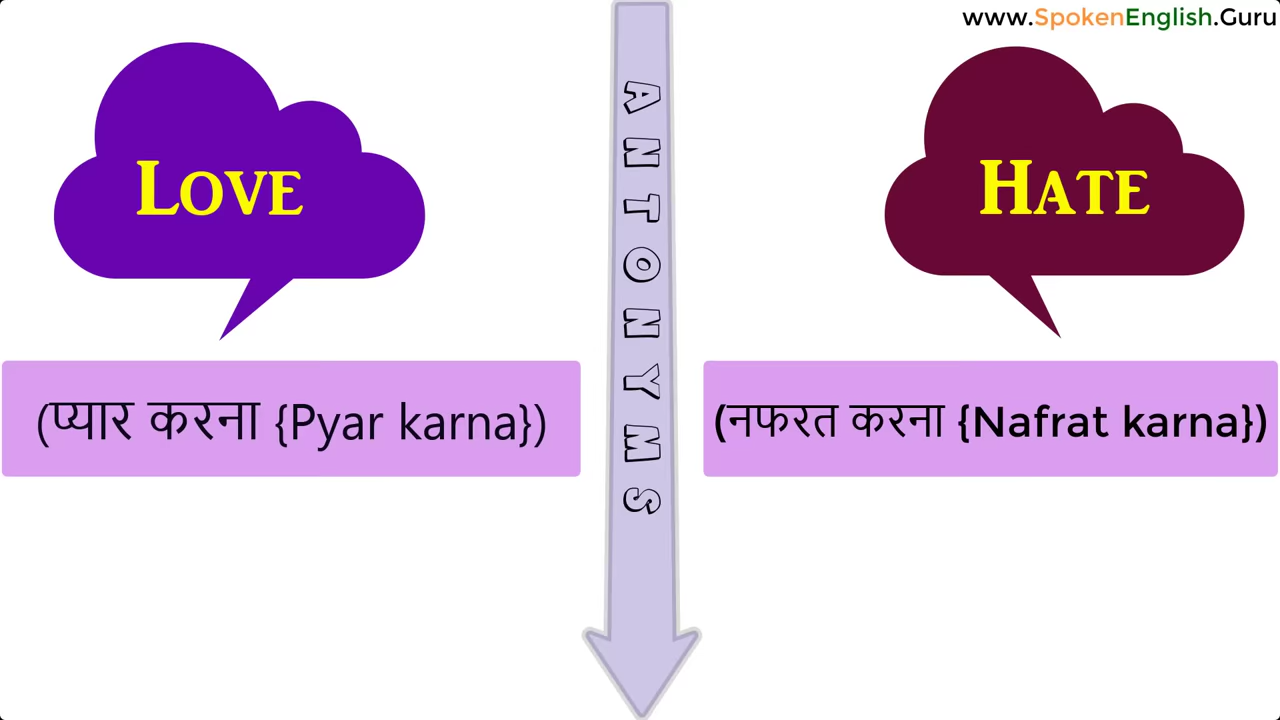 www.SpokenEnglish.Guru
LOVE
ANTONYMS
HATE
(प्यार करना {Pyar karna})
(नफरत करना {Nafrat karna})